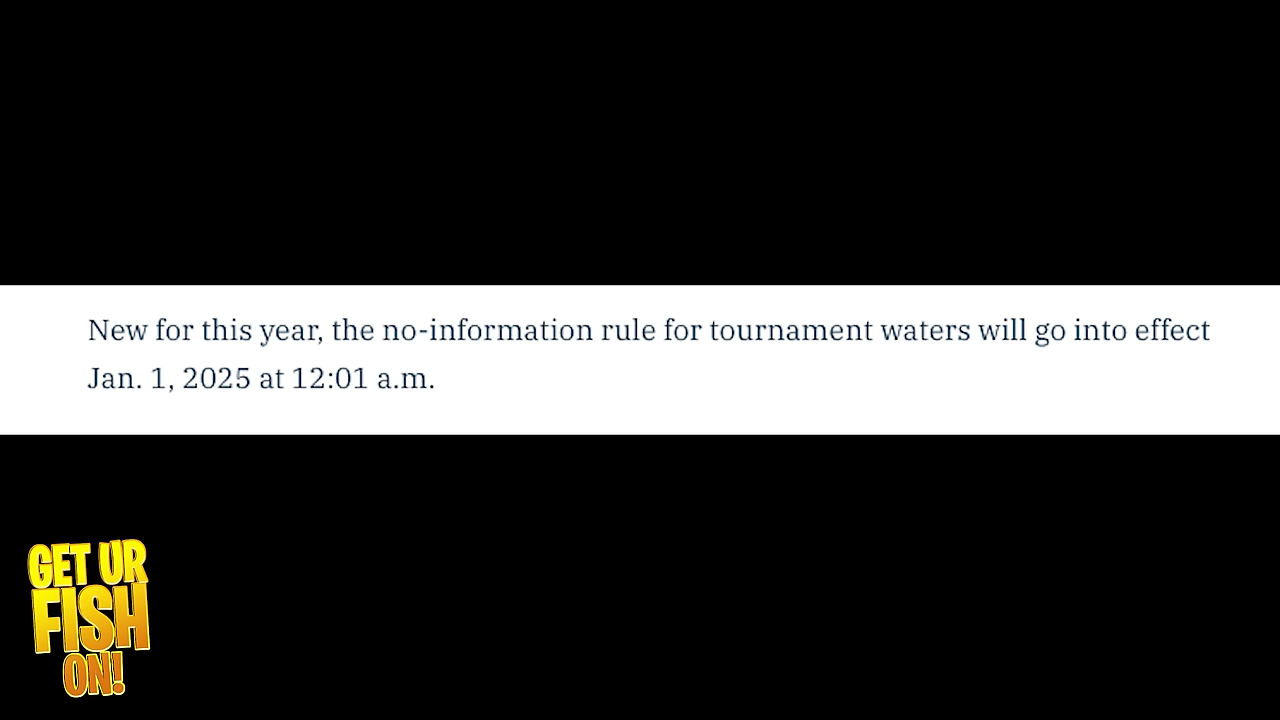 New for this year, the no-information rule for tournament waters will go into effect
Jan. 1, 2025 at 12:01 a.m.
GET UR
FISH
ON!